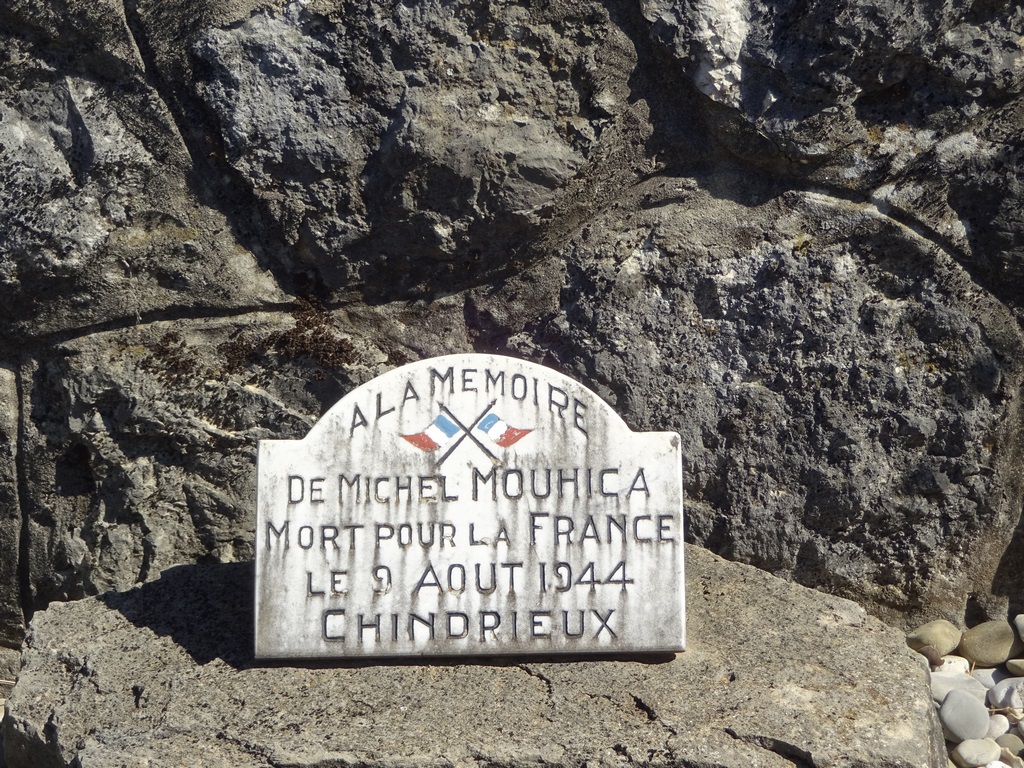 A LA MEMOIRE
DE MICHEL MOUHICA
MORT POUR LA FRANCE
LE 9 AOUT 1944
CHINDRIEUX